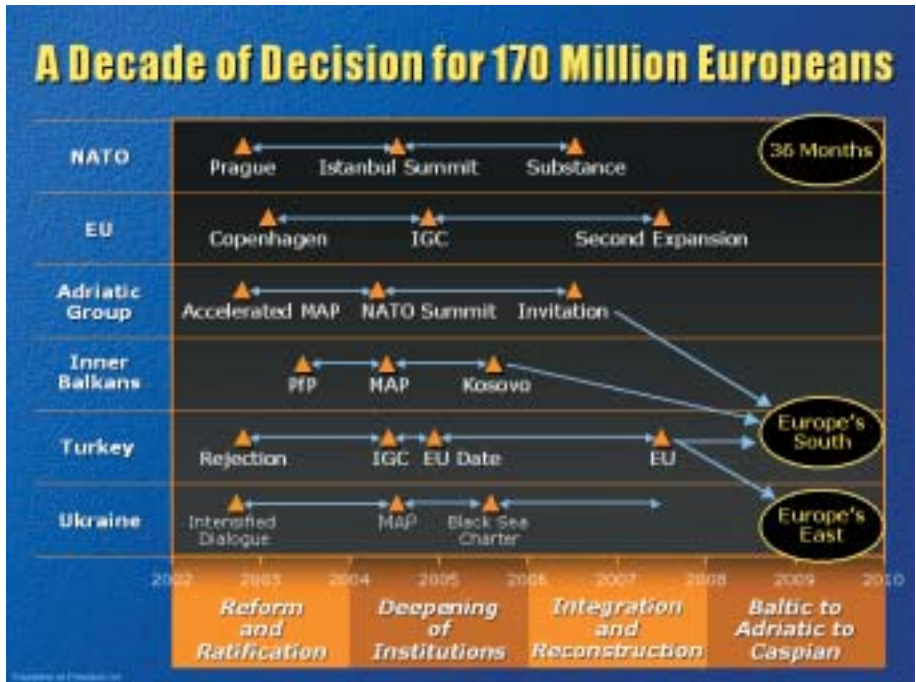 A Decade of Decision for 170 Million Europeans
NATO
Prague
Istanbul Summit
Substance
36 Months
EU
Copenhagen
IGC
Second Expansion
Adriatic
Group
Accelerated MAP
NATO Summit
Invitation
Inner
Balkans
PfP
MAP
Kosovo
Europe's
South
Turkey
Rejection
IGC
EU Date
EU
Ukraine
Intensified
Dialogue
MAP
Black Sea
Charter
Europe's
East
2002
2003
2004
2005
2006
2007
2008
2009
2010
Reform
and
Ratification
Deepening
of
Institutions
Integration
and
Reconstruction
Baltic to
Adriatic to
Caspian